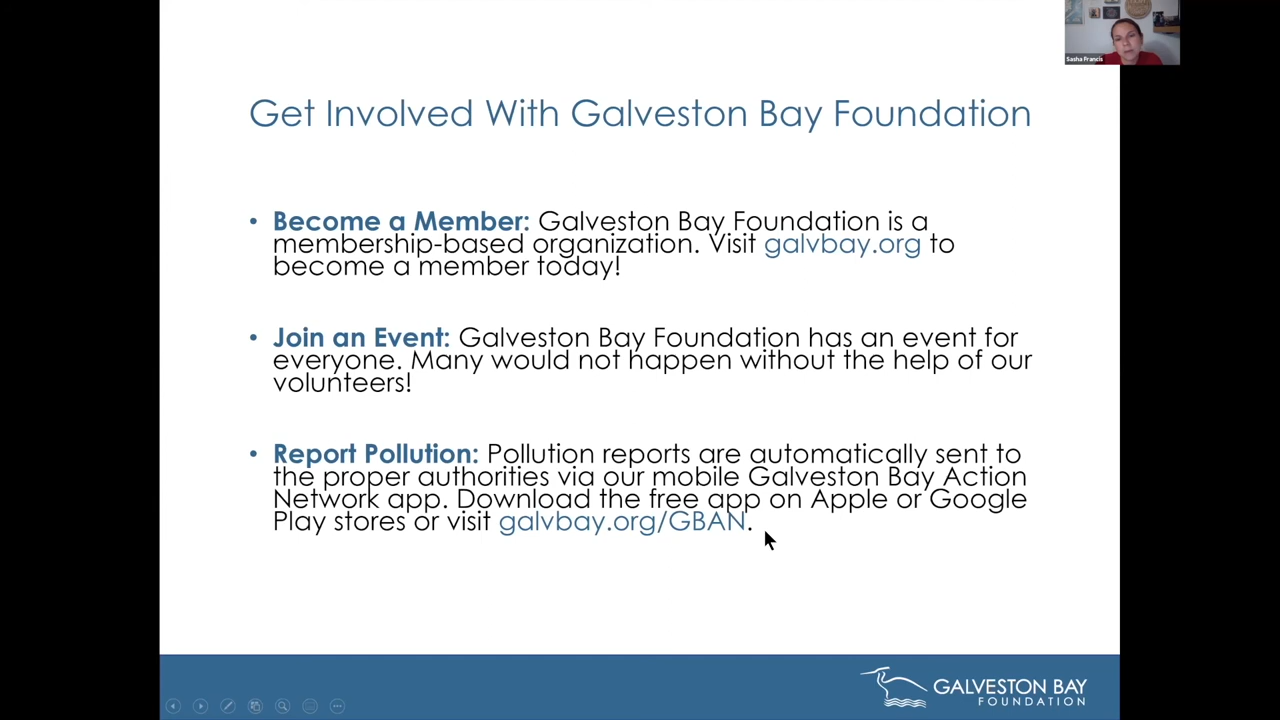 Sasha Francis
Get Involved With Galveston Bay Foundation
• Become a Member: Galveston Bay Foundation is a
membership-based organization. Visit galvbay.org to
become a member today!
• Join an Event: Galveston Bay Foundation has an event for
everyone. Many would not happen without the help of our
volunteers!
• Report Pollution: Pollution reports are automatically sent to
the proper authorities via our mobile Galveston Bay Action
Network app. Download the free app on Apple or Google
Play stores or visit galvbay.org/GBAN.
GALVESTON BAY
FOUNDATION